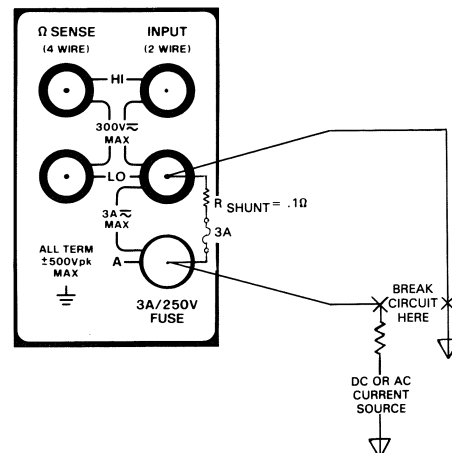 Ω SENSE
(4 WIRE)
INPUT
(2 WIRE)
HI
300V⎓
MAX
LO
3A⎓
MAX
R SHUNT = .1Ω
3A
ALL TERM
±500Vpk
MAX
A
3A/250V
FUSE
BREAK
CIRCUIT
HERE
DC OR AC
CURRENT
SOURCE